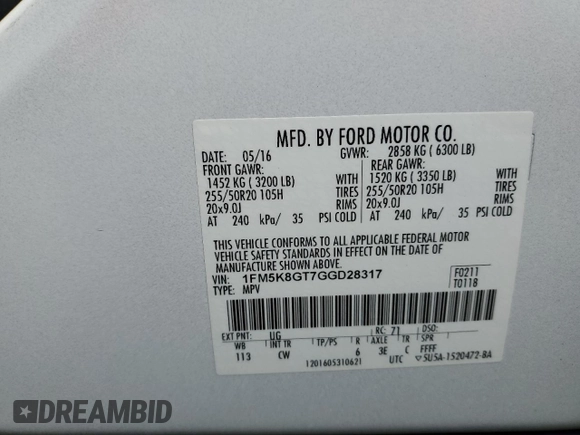 MFD. BY FORD MOTOR CO.
DATE: 05/16 GVWR: 2858 KG ( 6300 LB)
FRONT GAWR: REAR GAWR:
1452 KG ( 3200 LB) WITH 1520 KG ( 3350 LB) WITH
255/50R20 105H TIRES 255/50R20 105H TIRES
20x9.0J RIMS 20x9.0J RIMS
AT 240 kPa/ 35 PSI COLD AT 240 kPa/ 35 PSI COLD
THIS VEHICLE CONFORMS TO ALL APPLICABLE FEDERAL MOTOR
VEHICLE SAFETY STANDARDS IN EFFECT ON THE DATE OF
MANUFACTURE SHOWN ABOVE.
VIN: 1FM5K8GT7GGD28317 F0211
TYPE: MPV T0118
EXT PNT: UG RC: 71 DSO:
WB INT TR TP/PS R AXLE TR SPR
113 CW 6 3E C FFFF
1201605310621 UTC ▽5U5A-1520472-BA
DREAMBID